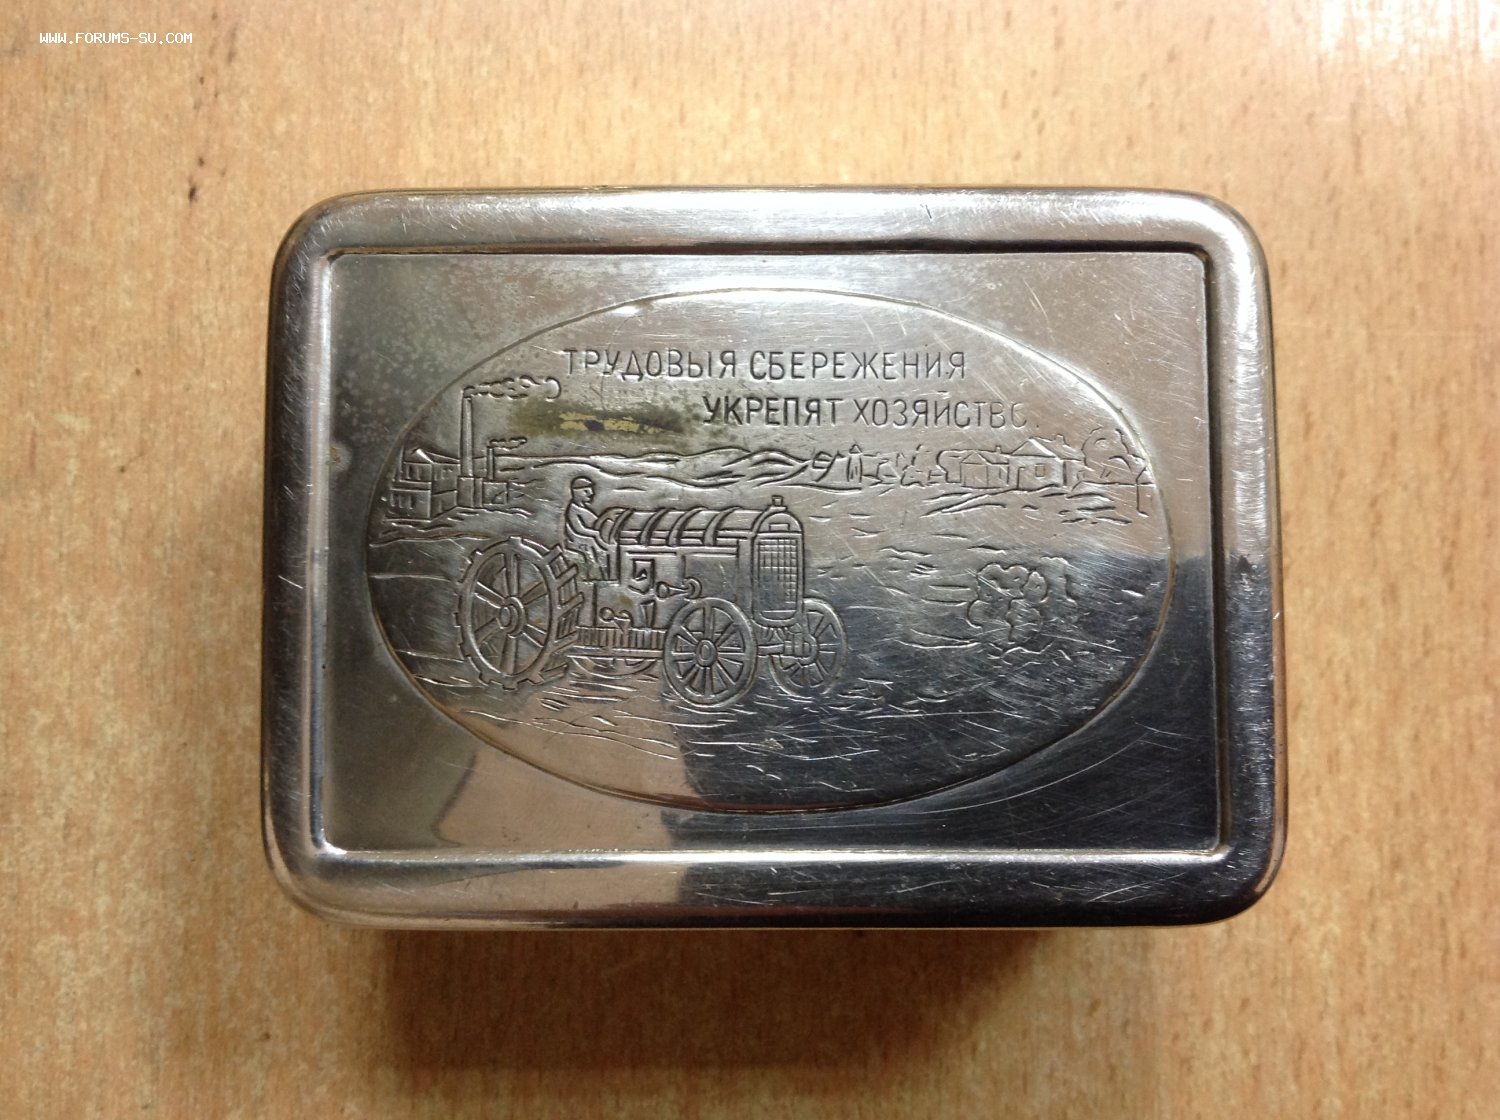 WWW.FORUMS-SU.COM
ТРУДОВЫЯ СБЕРЕЖЕНИЯ
УКРЕПЯТ ХОЗЯЙСТВО.